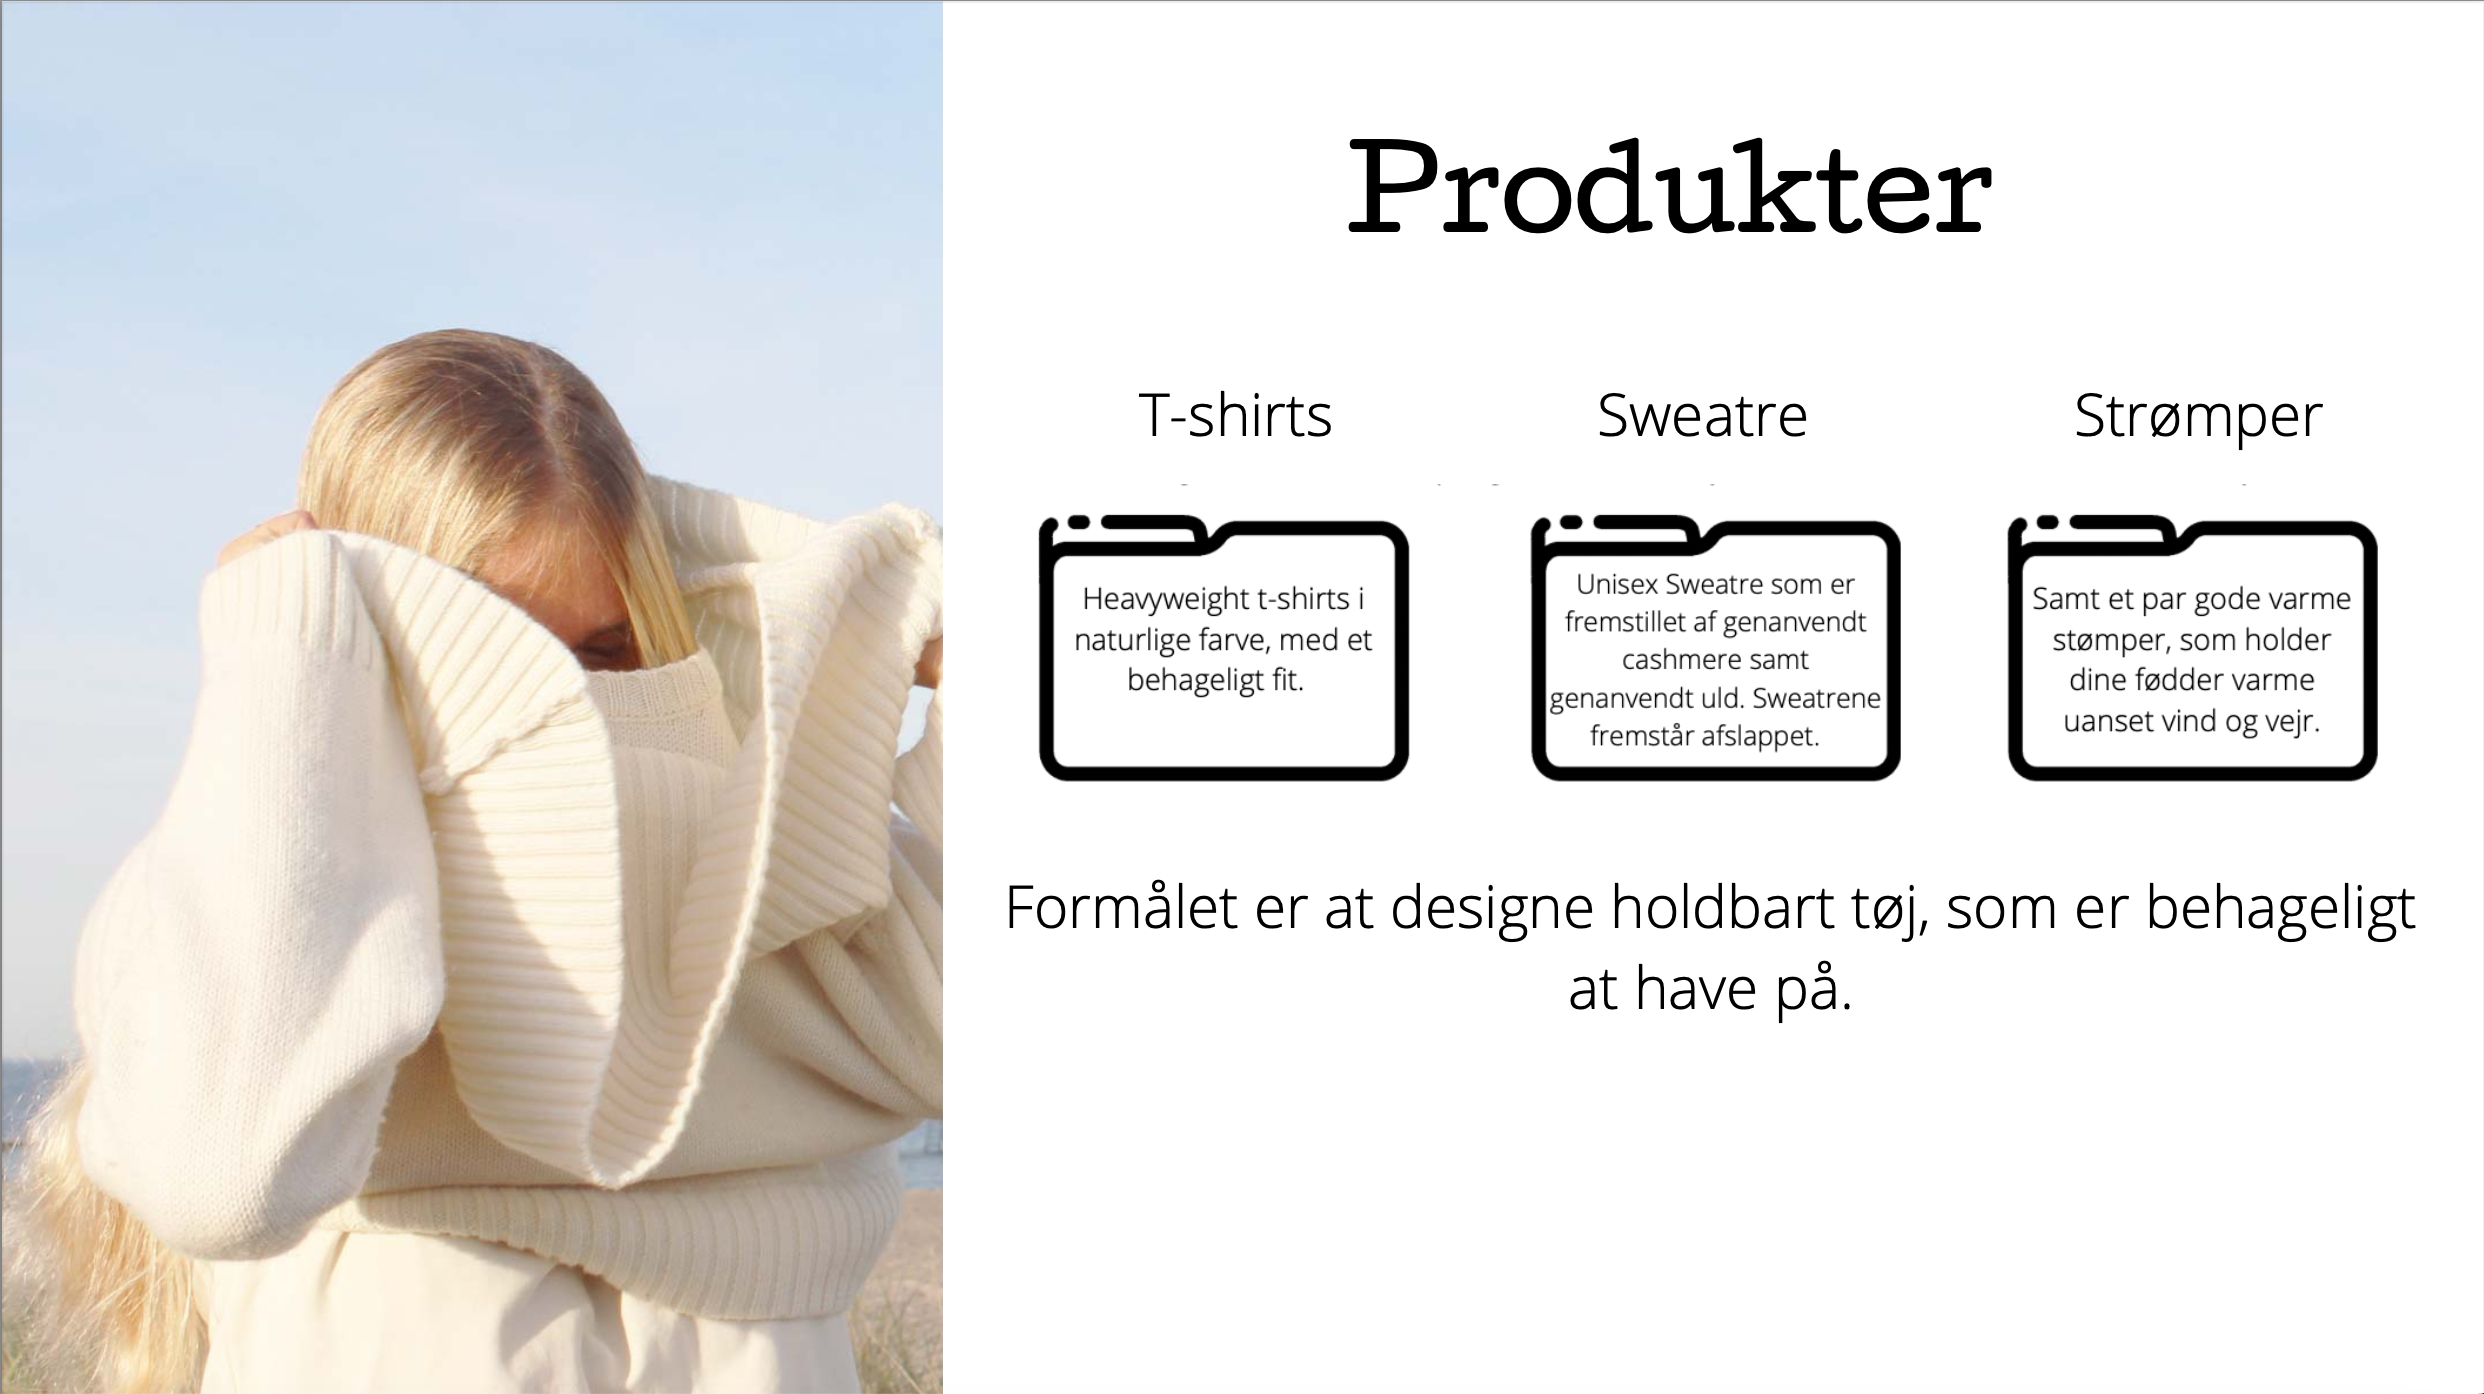 Produkter
T-shirts
Heavyweight t-shirts i
naturlige farve, med et
behageligt fit.
Sweatre
Unisex Sweatre som er
fremstillet af genanvendt
cashmere samt
genanvendt uld. Sweatrene
fremstår afslappet.
Strømper
Samt et par gode varme
stømper, som holder
dine fødder varme
uanset vind og vejr.
Formålet er at designe holdbart tøj, som er behageligt
at have på.